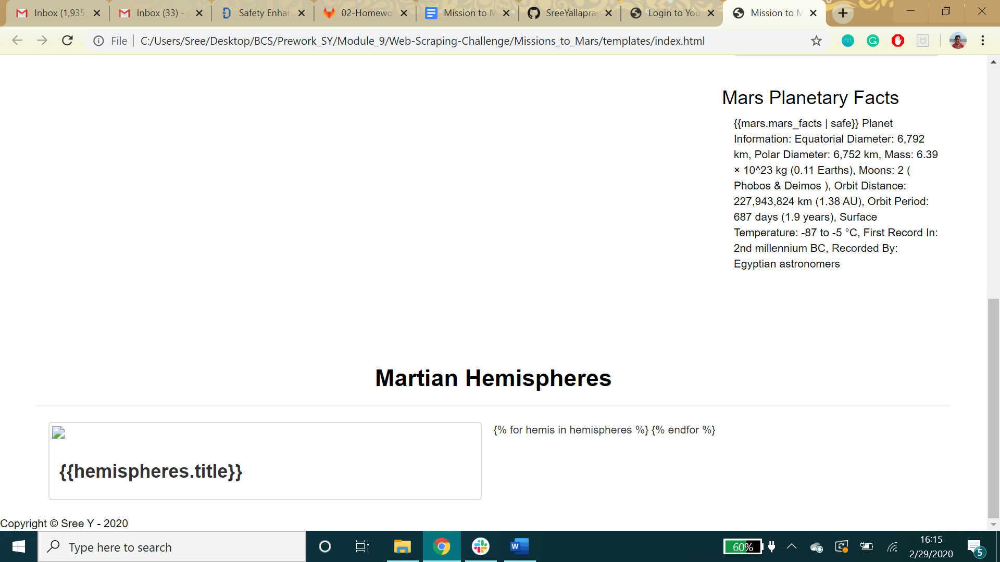 Inbox (1,935
Inbox (33) -
Safety Enhan
02-Homewo
Mission to M
SreeYallaprag
Login to You
Mission to M
File
C:/Users/Sree/Desktop/BCS/Prework_SY/Module_9/Web-Scraping-Challenge/Missions_to_Mars/templates/index.html
Mars Planetary Facts
{{mars.mars_facts | safe}} Planet
Information: Equatorial Diameter: 6,792
km, Polar Diameter: 6,752 km, Mass: 6.39
× 10^23 kg (0.11 Earths), Moons: 2 (
Phobos & Deimos ), Orbit Distance:
227,943,824 km (1.38 AU), Orbit Period:
687 days (1.9 years), Surface
Temperature: -87 to -5 °C, First Record In:
2nd millennium BC, Recorded By:
Egyptian astronomers
Martian Hemispheres
{% for hemis in hemispheres %} {% endfor %}
{{hemispheres.title}}
Copyright © Sree Y - 2020
Type here to search
60%
16:15
2/29/2020
5